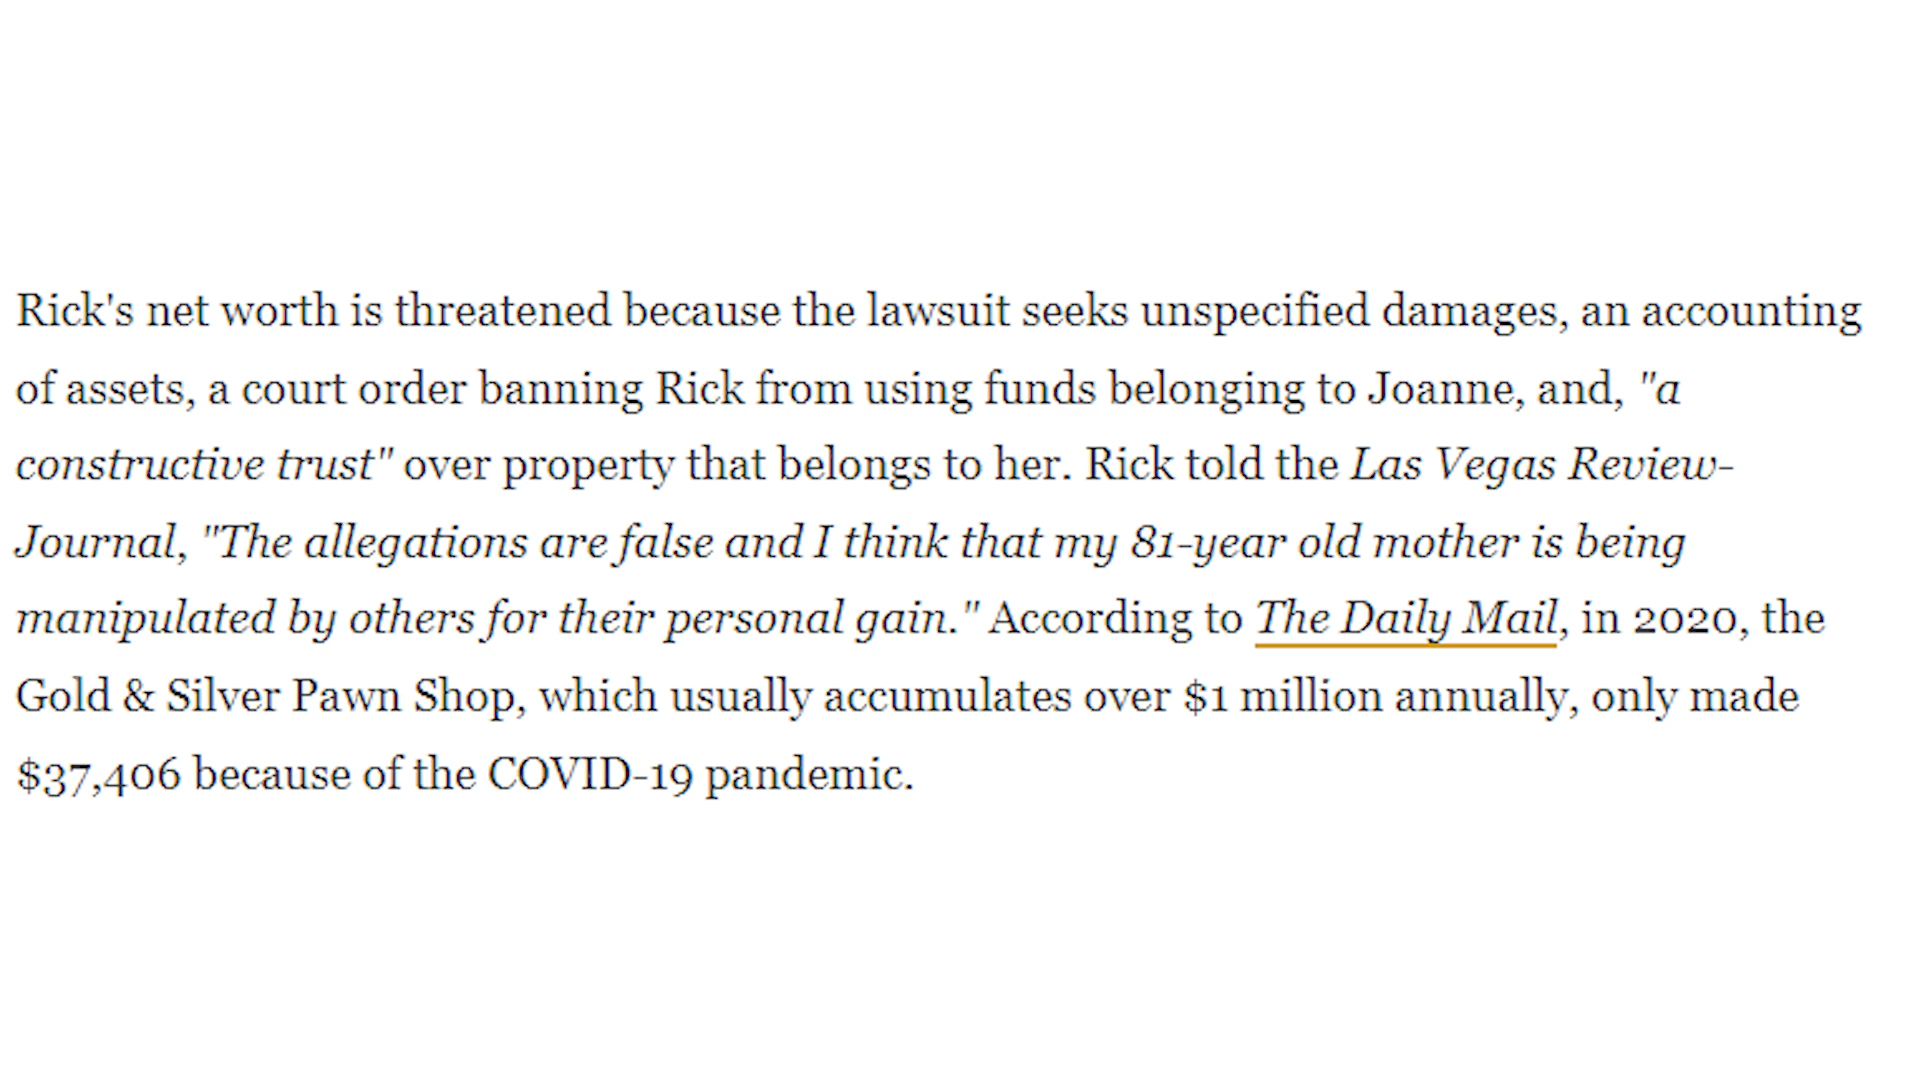 Rick's net worth is threatened because the lawsuit seeks unspecified damages, an accounting
of assets, a court order banning Rick from using funds belonging to Joanne, and, "a
constructive trust" over property that belongs to her. Rick told the Las Vegas Review-
Journal, "The allegations are false and I think that my 81-year old mother is being
manipulated by others for their personal gain." According to The Daily Mail, in 2020, the
Gold & Silver Pawn Shop, which usually accumulates over $1 million annually, only made
$37,406 because of the COVID-19 pandemic.